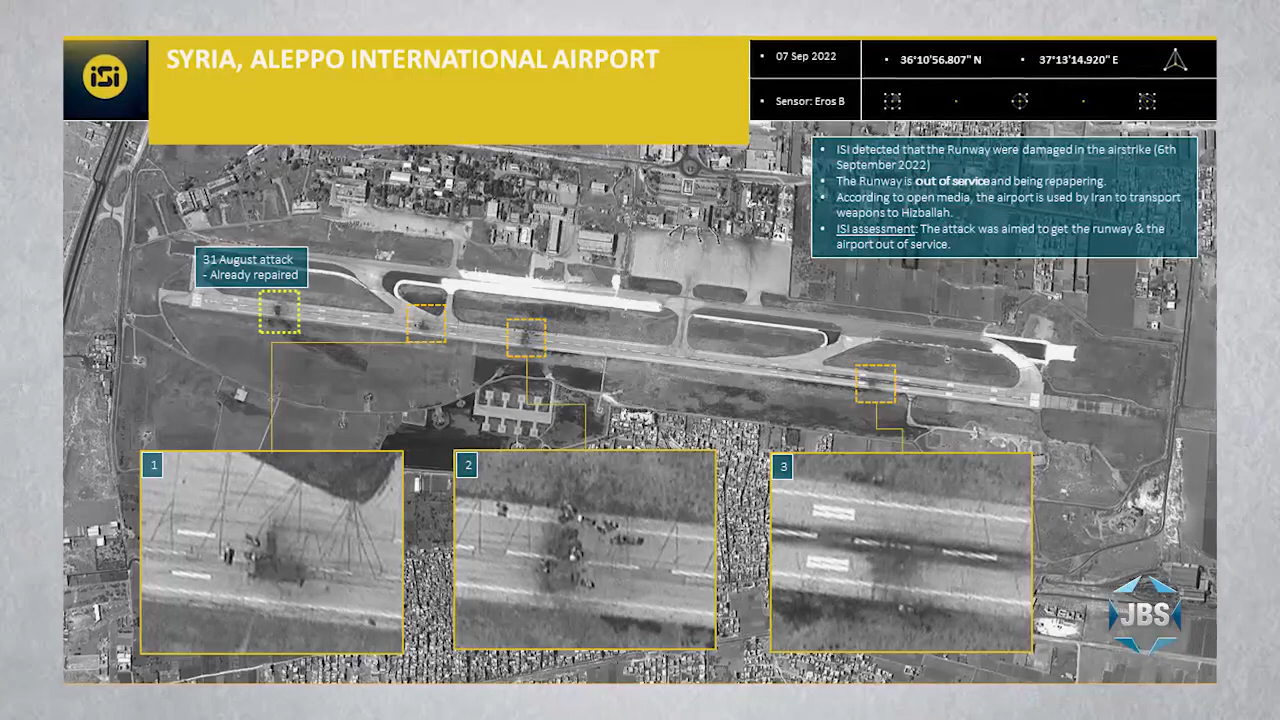 iSi
SYRIA, ALEPPO INTERNATIONAL AIRPORT
• 07 Sep 2022
• 36°10'56.807" N
• 37°13'14.920" E
• Sensor: Eros B
• ISI detected that the Runway were damaged in the airstrike (6th
September 2022)
• The Runway is out of service and being repapering.
• According to open media, the airport is used by Iran to transport
weapons to Hizballah.
• ISI assessment: The attack was aimed to get the runway & the
airport out of service.
31 August attack
- Already repaired
1
2
3
JBS